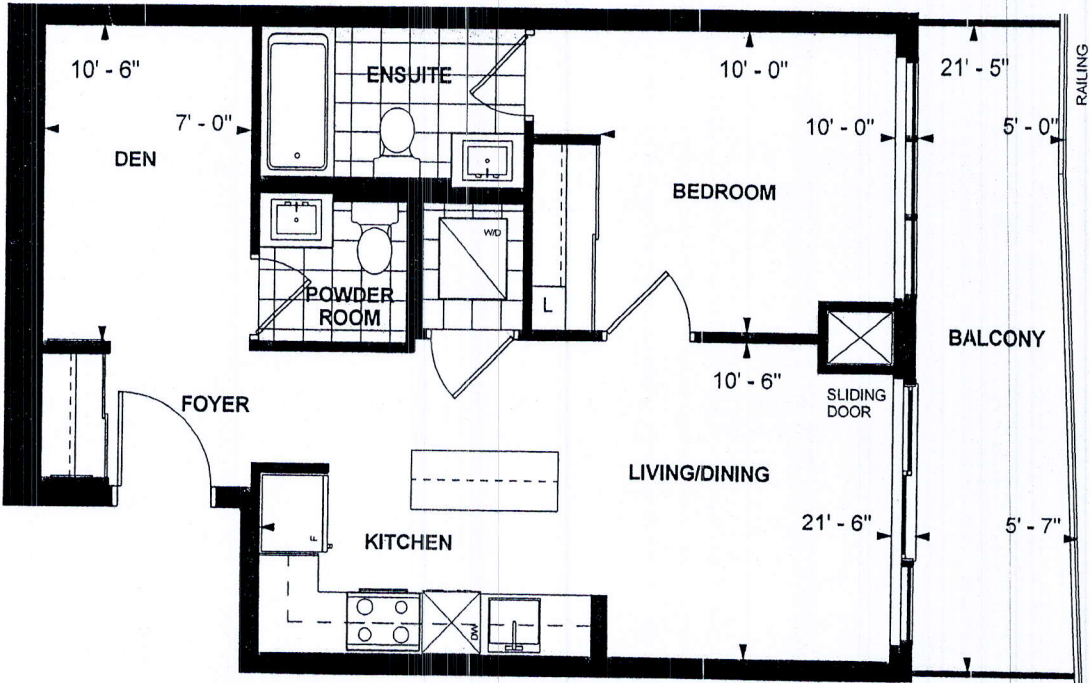 10' - 6"
ENSUITE
10' - 0"
21' - 5"
RAILING
7' - 0"
10' - 0"
5' - 0"
DEN
BEDROOM
W/D
POWDER
ROOM
L
BALCONY
10' - 6"
SLIDING
DOOR
FOYER
LIVING/DINING
21' - 6"
5' - 7"
F
KITCHEN
DW